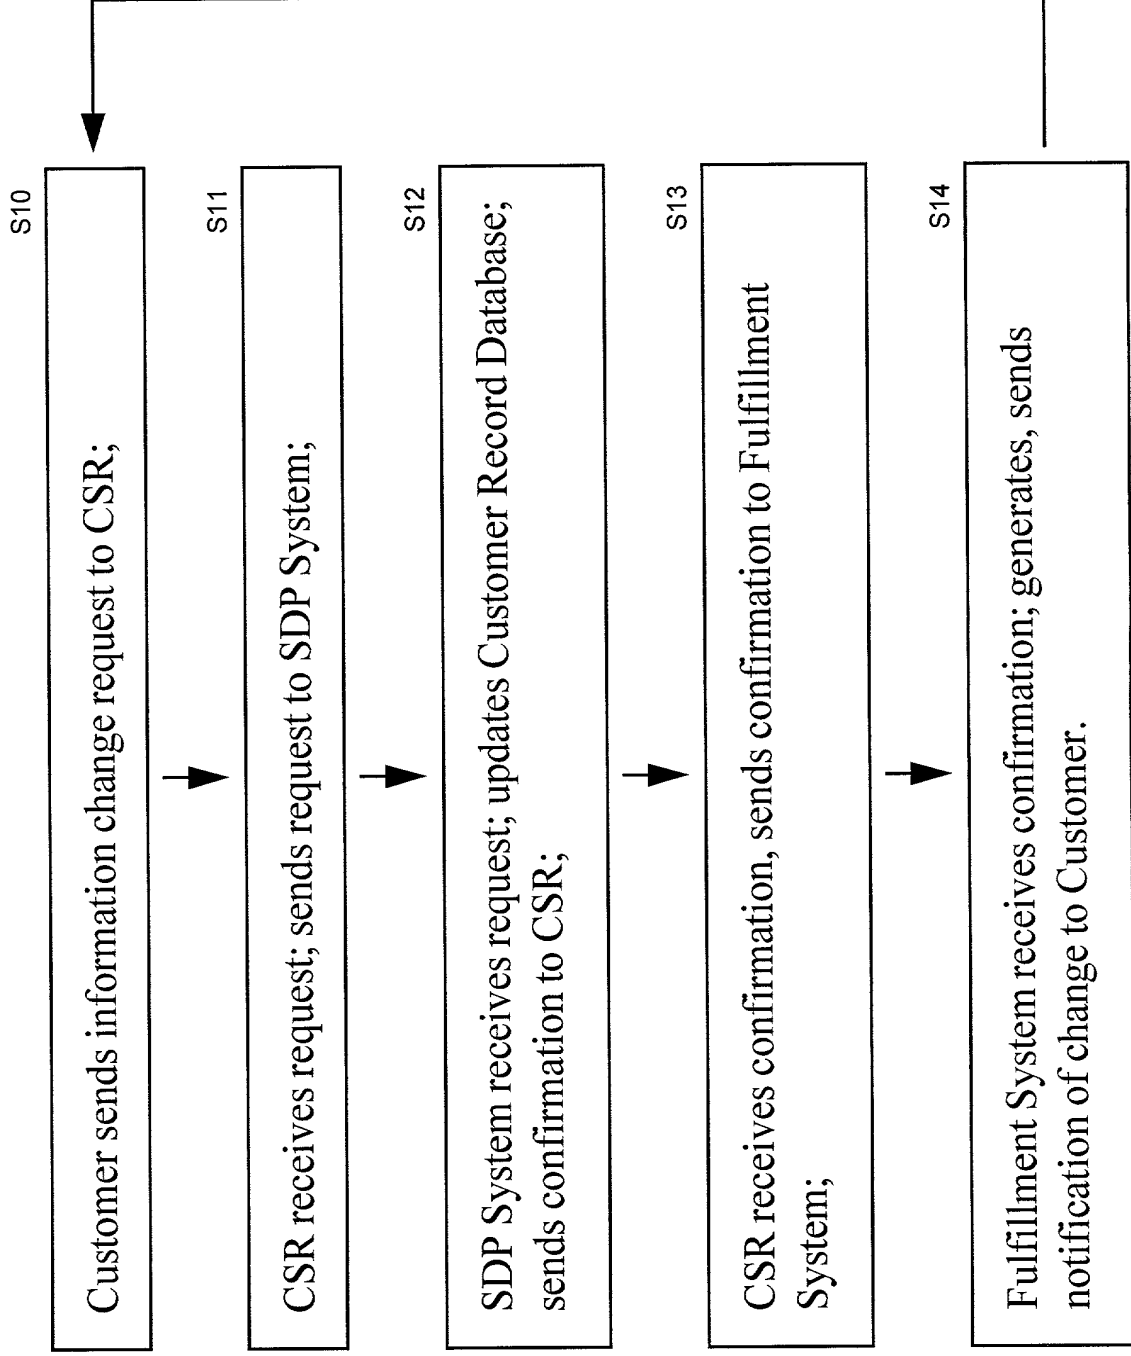 S10
Customer sends information change request to CSR;
S11
CSR receives request; sends request to SDP System;
S12
SDP System receives request; updates Customer Record Database;
sends confirmation to CSR;
S13
CSR receives confirmation, sends confirmation to Fulfillment
System;
S14
Fulfillment System receives confirmation; generates, sends
notification of change to Customer.